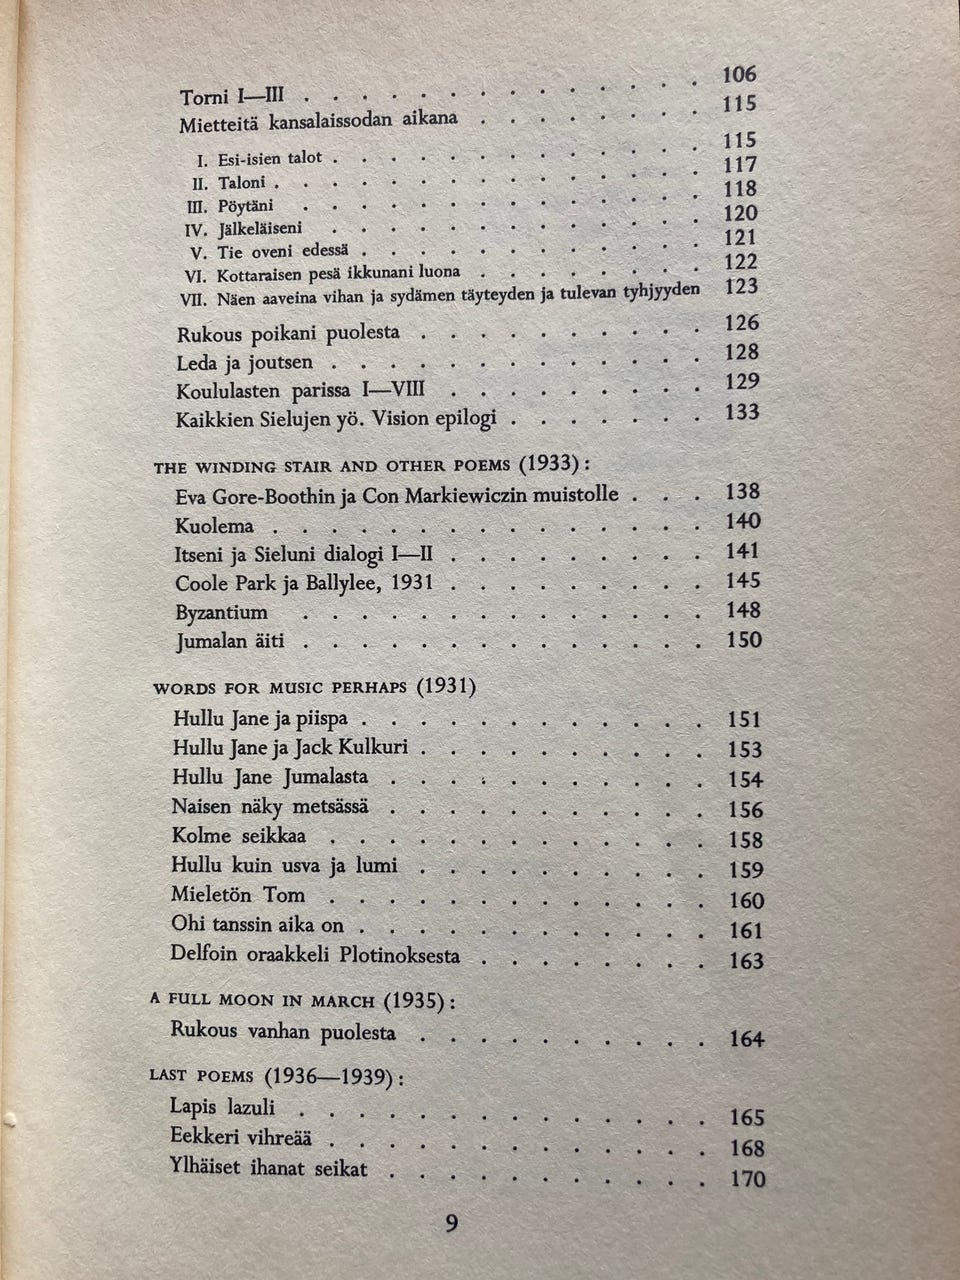 Torni I—III . . . . . . . . . . . . . . 106
Mietteitä kansalaissodan aikana . . . . . . . . 115
I. Esi-isien talot . . . . . . . . . . . . . 115
II. Taloni . . . . . . . . . . . . . . . 117
III. Pöytäni . . . . . . . . . . . . . . 118
IV. Jälkeläiseni . . . . . . . . . . . . 120
V. Tie oveni edessä . . . . . . . . . . . . 121
VI. Kottaraisen pesä ikkunani luona . . . . . . . . 122
VII. Näen aaveina vihan ja sydämen täyteyden ja tulevan tyhjyyden 123
Rukous poikani puolesta . . . . . . . . . . 126
Leda ja joutsen . . . . . . . . . . . . . 128
Koululasten parissa I—VIII . . . . . . . . . 129
Kaikkien Sielujen yö. Vision epilogi . . . . . . . 133
THE WINDING STAIR AND OTHER POEMS (1933):
Eva Gore-Boothin ja Con Markiewiczin muistolle . . . 138
Kuolema . . . . . . . . . . . . . . . 140
Itseni ja Sieluni dialogi I—II . . . . . . . . . 141
Coole Park ja Ballylee, 1931 . . . . . . . . . 145
Byzantium . . . . . . . . . . . . . . 148
Jumalan äiti . . . . . . . . . . . . . . 150
WORDS FOR MUSIC PERHAPS (1931)
Hullu Jane ja piispa . . . . . . . . . . . . 151
Hullu Jane ja Jack Kulkuri . . . . . . . . . . 153
Hullu Jane Jumalasta . . . . . . . . . . . 154
Naisen näky metsässä . . . . . . . . . . . 156
Kolme seikkaa . . . . . . . . . . . . . 158
Hullu kuin usva ja lumi . . . . . . . . . . 159
Mieletön Tom . . . . . . . . . . . . . 160
Ohi tanssin aika on . . . . . . . . . . . . 161
Delfoin oraakkeli Plotinoksesta . . . . . . . . 163
A FULL MOON IN MARCH (1935):
Rukous vanhan puolesta . . . . . . . . . . 164
LAST POEMS (1936—1939):
Lapis lazuli . . . . . . . . . . . . . . 165
Eekkeri vihreää . . . . . . . . . . . . . 168
Ylhäiset ihanat seikat . . . . . . . . . . . 170
9